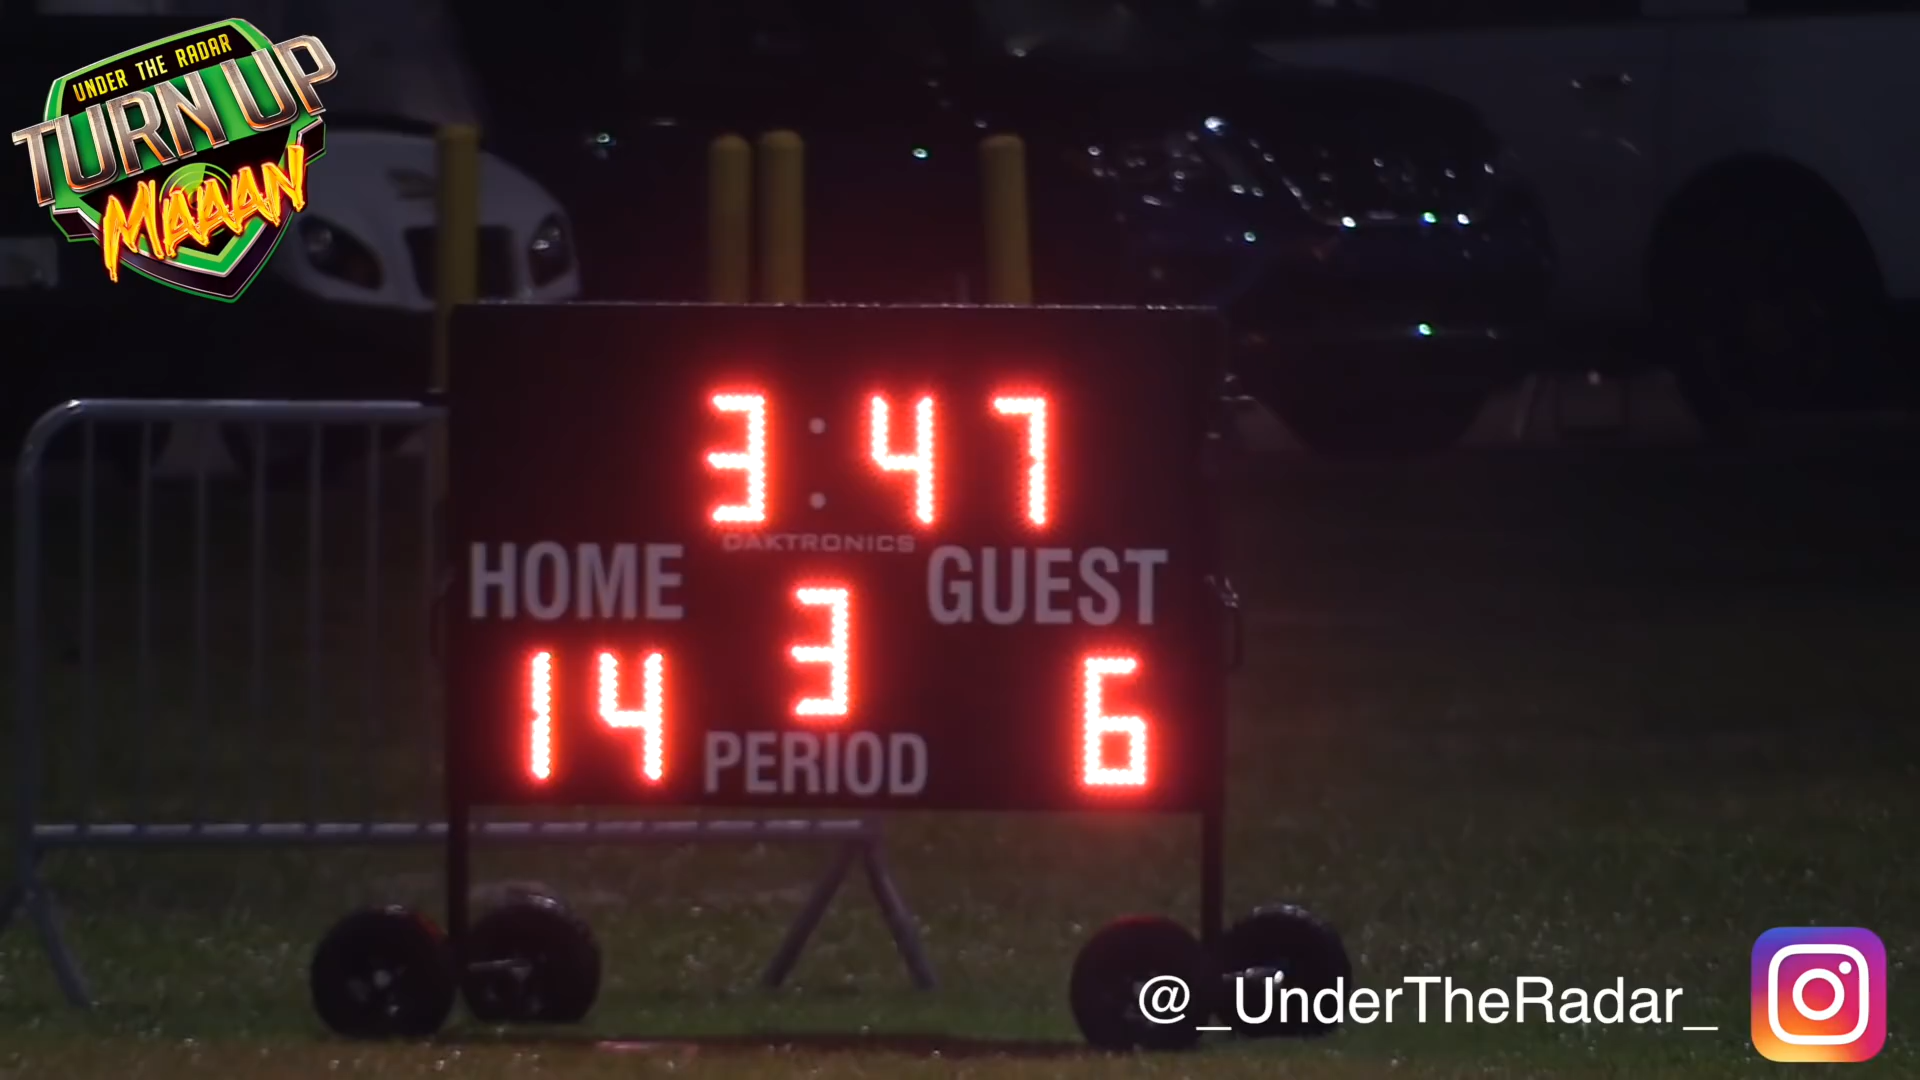 UNDER THE RADAR
TURN UP
MAAAN
3:47
DAKTRONICS
HOME
GUEST
3
14
6
PERIOD
@_UnderTheRadar_